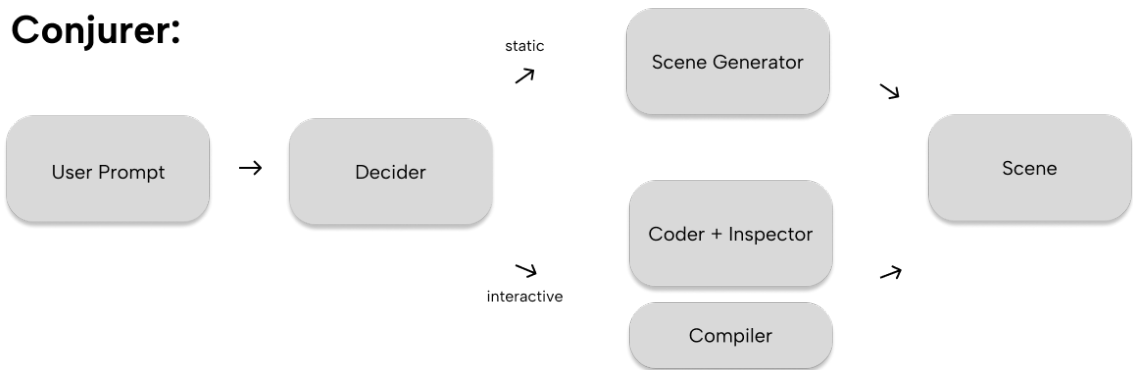 Conjurer:
User Prompt
→
Decider
static
↗
Scene Generator
↘
interactive
↘
Coder + Inspector
Compiler
↗
Scene